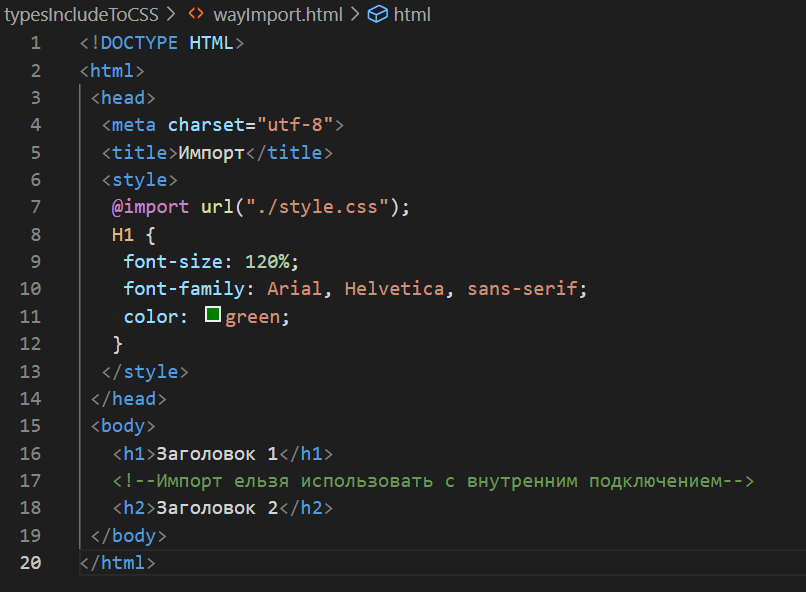 typesIncludeToCSS > <> wayImport.html > html
1 <!DOCTYPE HTML>
2 <html>
3 <head>
4 <meta charset="utf-8">
5 <title>Импорт</title>
6 <style>
7 @import url("./style.css");
8 H1 {
9 font-size: 120%;
10 font-family: Arial, Helvetica, sans-serif;
11 color: green;
12 }
13 </style>
14 </head>
15 <body>
16 <h1>Заголовок 1</h1>
17 <!--Импорт ельзя использовать с внутренним подключением-->
18 <h2>Заголовок 2</h2>
19 </body>
20 </html>